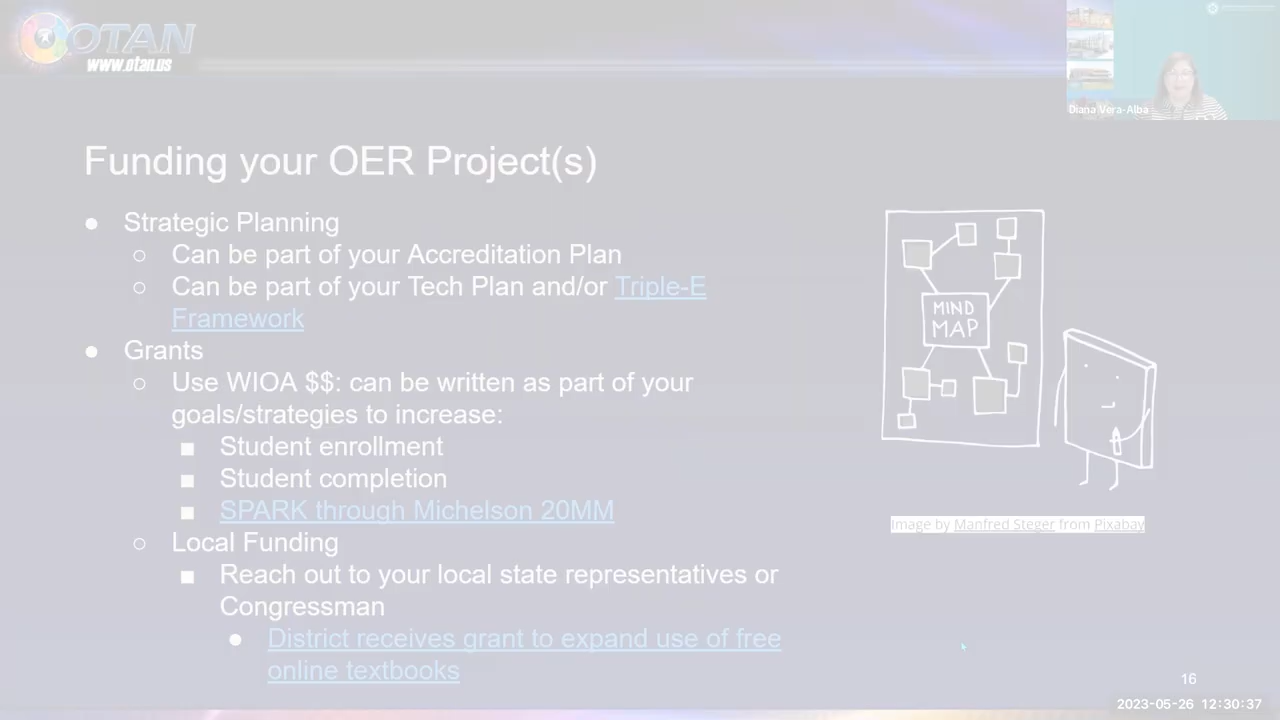 OTAN
www.otan.us
Diana Vera-Alba
Funding your OER Project(s)
● Strategic Planning
○ Can be part of your Accreditation Plan
○ Can be part of your Tech Plan and/or Triple-E
Framework
● Grants
○ Use WIOA $$: can be written as part of your
goals/strategies to increase:
■ Student enrollment
■ Student completion
■ SPARK through Michelson 20MM
○ Local Funding
■ Reach out to your local state representatives or
Congressman
● District receives grant to expand use of free
online textbooks
MIND
MAP
Image by Manfred Steger from Pixabay
16
2023-05-26 12:30:37